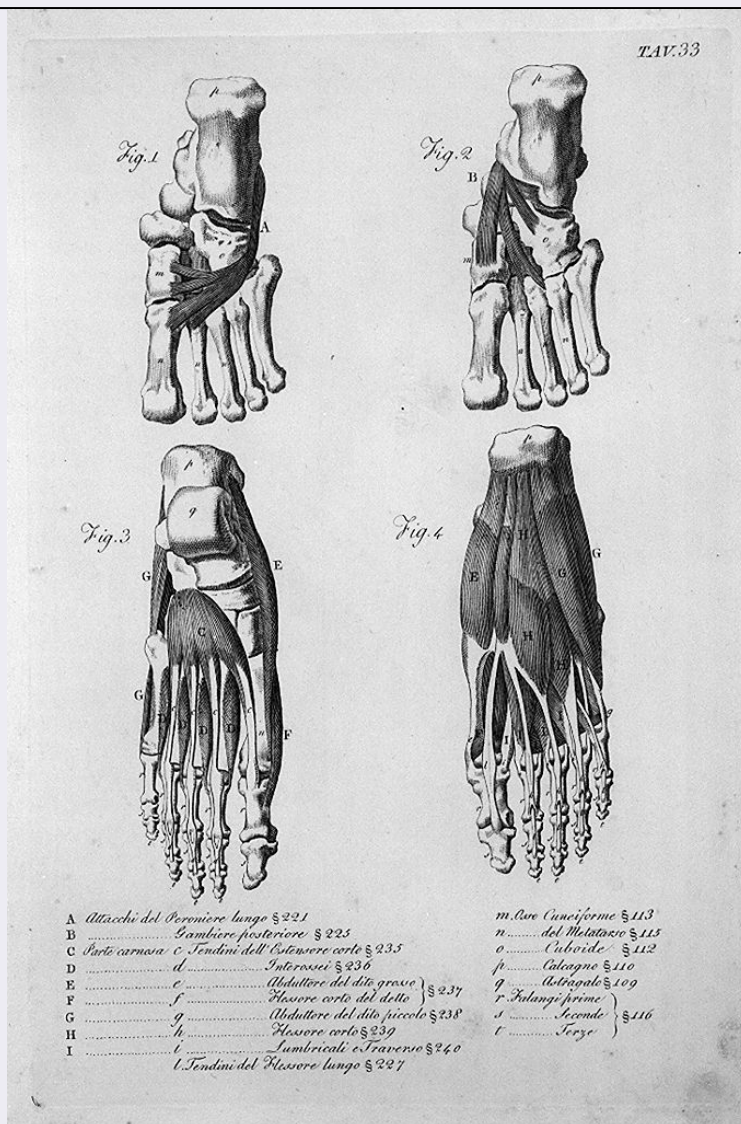 TAV.33
Fig.1
Fig.2
p
p
A
B
m
n
o
m
n
Fig.3
Fig.4
p
q
G
E
C
G
D
D
D
F
n
p
H
E
G
G
H
H
I
g
A Attacchi del Peroniere lungo § 221
B .................. Gambiere posteriore § 225
C Parte carnosa c Tendini dell'Estensore corto § 235
D .................. d .................. Interossei § 236
E .................. e .................. Abduttore del dito grosso } § 237
F .................. f .................. Flessore corto del detto
G .................. g .................. Abduttore del dito piccolo § 238
H .................. h .................. Flessore corto § 239
I .................. i .................. Lumbricali e Traverso § 240
l. Tendini del Flessore lungo § 227
m. Osse Cuneiforme § 113
n ....... del Metatarso § 115
o ....... Cuboide § 112
p ....... Calcagno § 110
q ....... Astragalo § 109
r. Falangi prime
s ....... Seconde } § 116
t ....... Terze